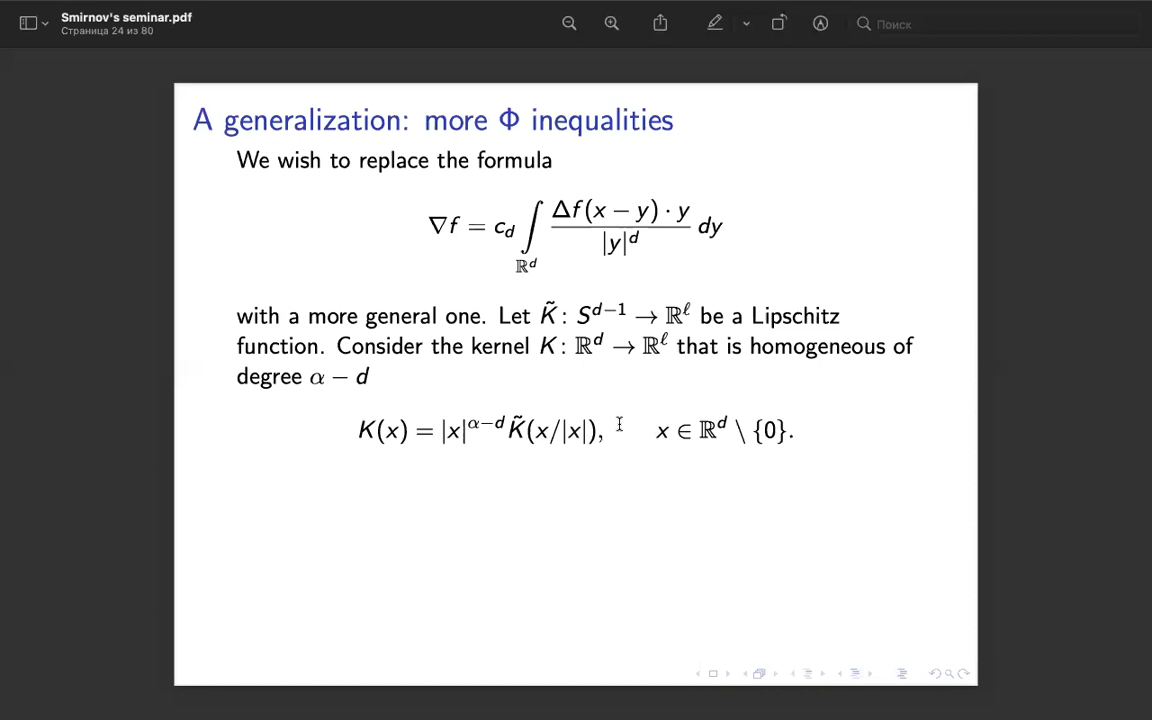 Smirnov's seminar.pdf
Страница 24 из 80
Поиск
A generalization: more Φ inequalities
We wish to replace the formula
∇f = c_d ∫_{ℝ^d} \frac{Δf(x − y) · y}{|y|^d} dy
with a more general one. Let K̃ : S^{d−1} → ℝ^ℓ be a Lipschitz
function. Consider the kernel K : ℝ^d → ℝ^ℓ that is homogeneous of
degree α − d
K(x) = |x|^{α−d} K̃(x/|x|), x ∈ ℝ^d \ {0}.